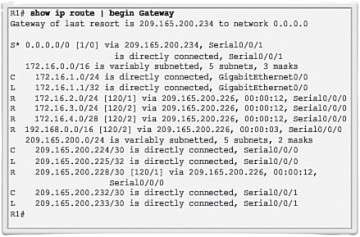 R1# show ip route | begin Gateway
Gateway of last resort is 209.165.200.234 to network 0.0.0.0
S* 0.0.0.0/0 [1/0] via 209.165.200.234, Serial0/0/1
is directly connected, Serial0/0/1
172.16.0.0/16 is variably subnetted, 5 subnets, 3 masks
C 172.16.1.0/24 is directly connected, GigabitEthernet0/0
L 172.16.1.1/32 is directly connected, GigabitEthernet0/0
R 172.16.2.0/24 [120/1] via 209.165.200.226, 00:00:12, Serial0/0/0
R 172.16.3.0/24 [120/2] via 209.165.200.226, 00:00:12, Serial0/0/0
R 172.16.4.0/28 [120/2] via 209.165.200.226, 00:00:12, Serial0/0/0
R 192.168.0.0/16 [120/2] via 209.165.200.226, 00:00:03, Serial0/0/0
209.165.200.0/24 is variably subnetted, 5 subnets, 2 masks
C 209.165.200.224/30 is directly connected, Serial0/0/0
L 209.165.200.225/32 is directly connected, Serial0/0/0
R 209.165.200.228/30 [120/1] via 209.165.200.226, 00:00:12,
Serial0/0/0
C 209.165.200.232/30 is directly connected, Serial0/0/1
L 209.165.200.233/30 is directly connected, Serial0/0/1
R1#